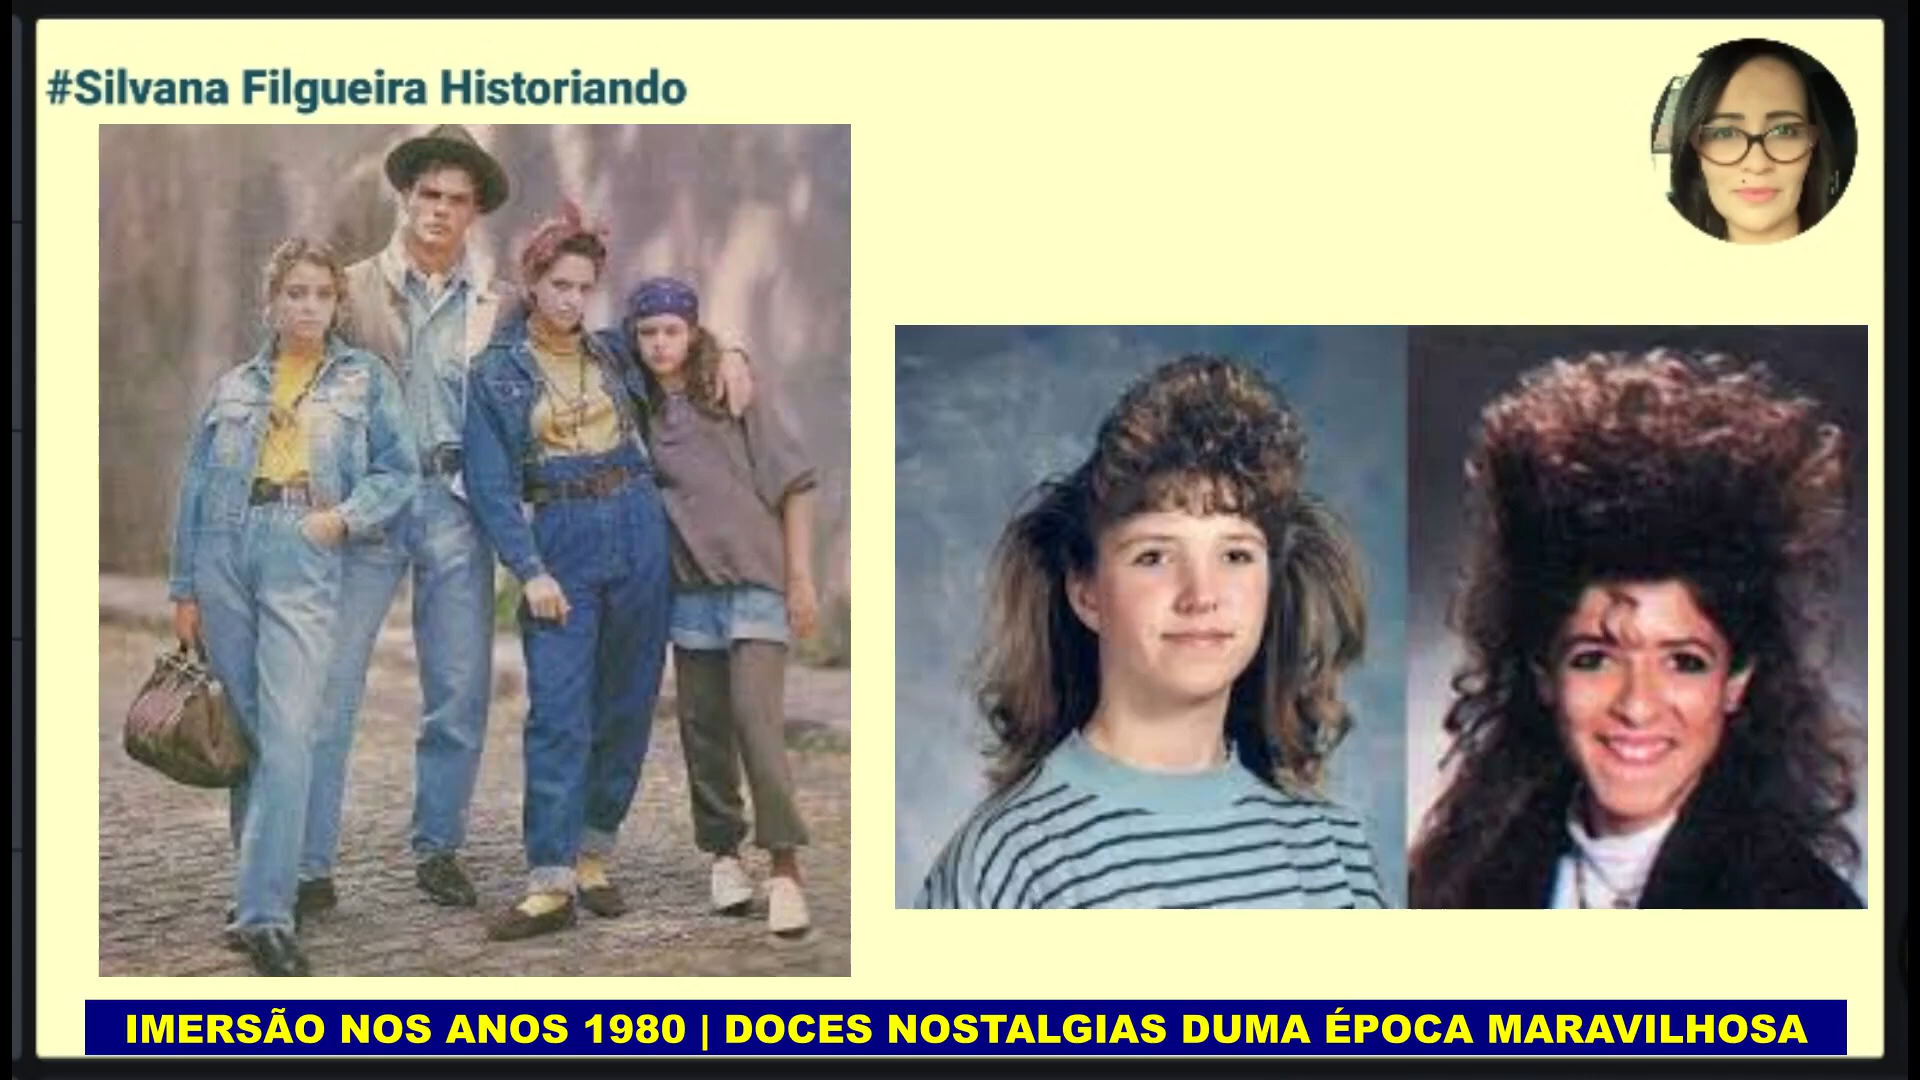 #Silvana Filgueira Historiando
IMERSÃO NOS ANOS 1980 | DOCES NOSTALGIAS DUMA ÉPOCA MARAVILHOSA